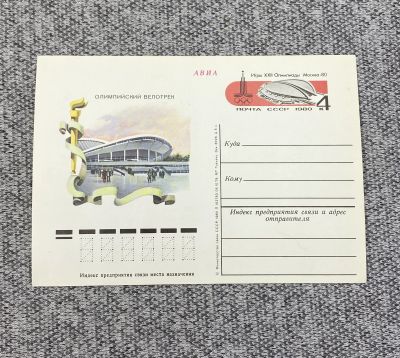 АВИА
Игры XXII Олимпиады Москва 80
ПОЧТА СССР 1980 4 К
ОЛИМПИЙСКИЙ ВЕЛОТРЕК
Куда
Кому
Индекс предприятия связи и адрес
отправителя
Индекс предприятия связи места назначения